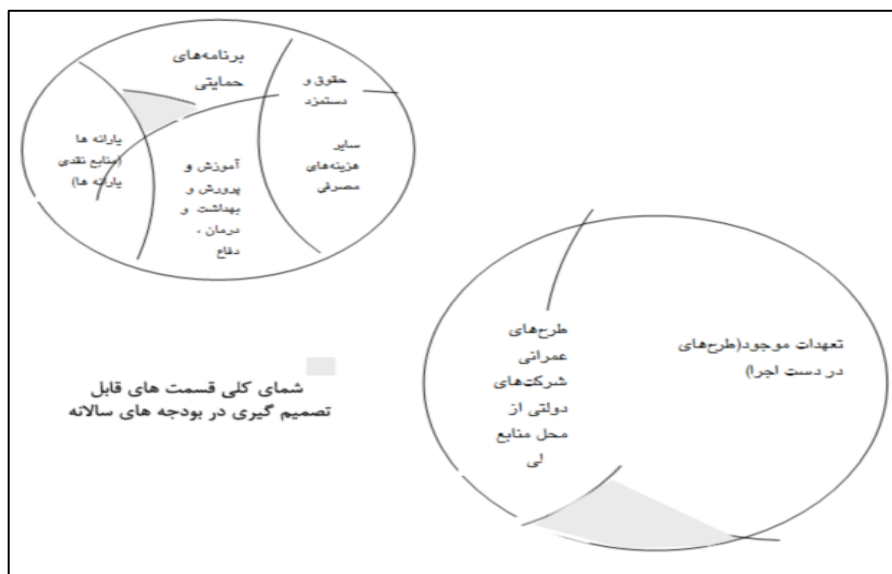 برنامه‌های
حمایتی
حقوق و
دستمزد
یارانه ها
(منابع نقدی
یارانه ها)
آموزش و
پرورش و
بهداشت و
درمان ،
دفاع
سایر
هزینه‌های
مصرفی
طرح‌های
عمرانی
شرکت‌های
دولتی از
محل منابع
لی
تعهدات موجود(طرح‌های
در دست اجرا)
شمای کلی قسمت های قابل
تصمیم گیری در بودجه های سالانه